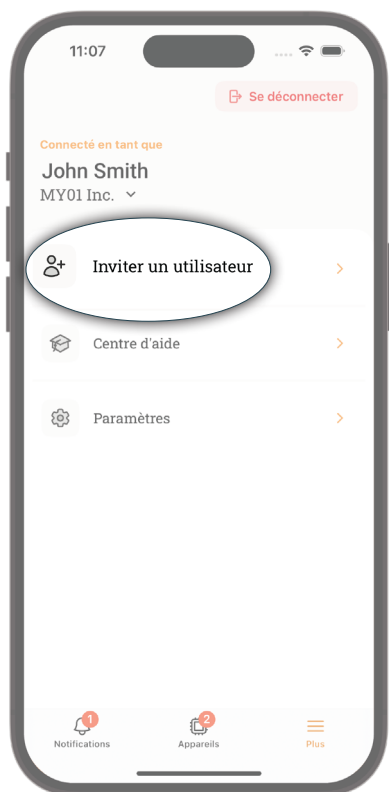 11:07
Se déconnecter
Connecté en tant que
John Smith
MY01 Inc.
Inviter un utilisateur
Centre d'aide
Paramètres
1
2
Notifications
Appareils
Plus